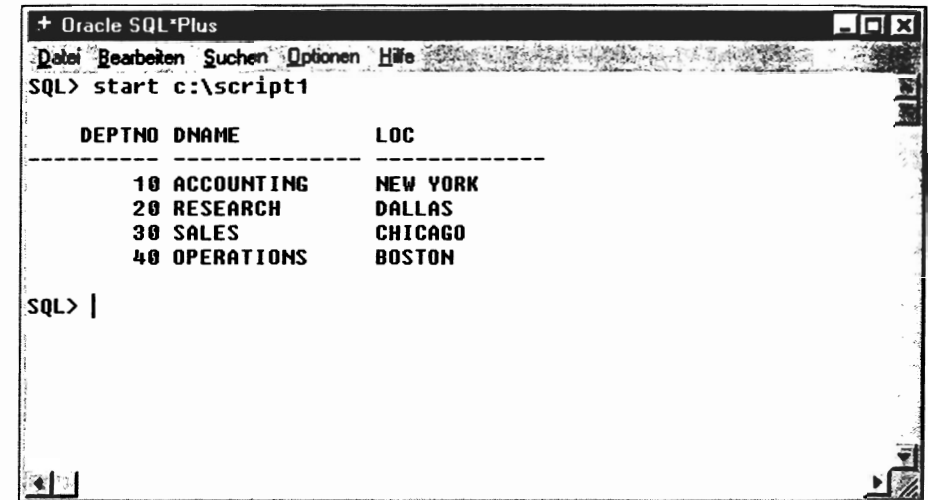 Oracle SQL*Plus
Datei Bearbeiten Suchen Optionen Hilfe
SQL> start c:\script1
DEPTNO DNAME LOC
---------- -------------- -------------
10 ACCOUNTING NEW YORK
20 RESEARCH DALLAS
30 SALES CHICAGO
40 OPERATIONS BOSTON
SQL>